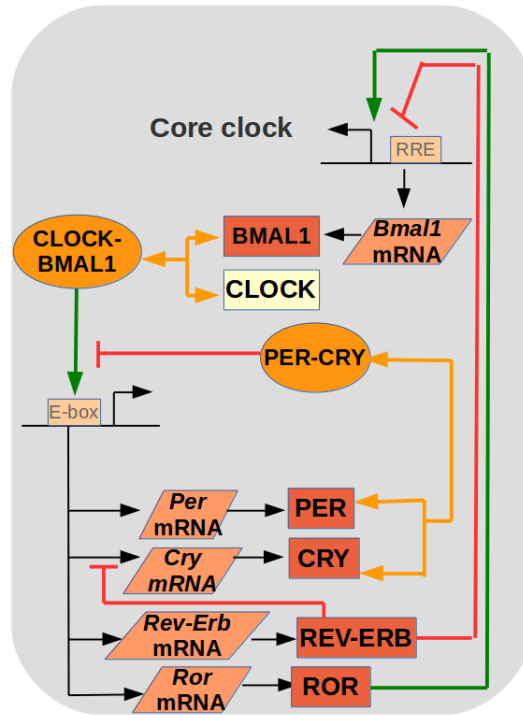 Core clock
RRE
Bmal1
mRNA
BMAL1
CLOCK-
BMAL1
CLOCK
PER-CRY
E-box
Per
mRNA
PER
Cry
mRNA
CRY
Rev-Erb
mRNA
REV-ERB
Ror
mRNA
ROR